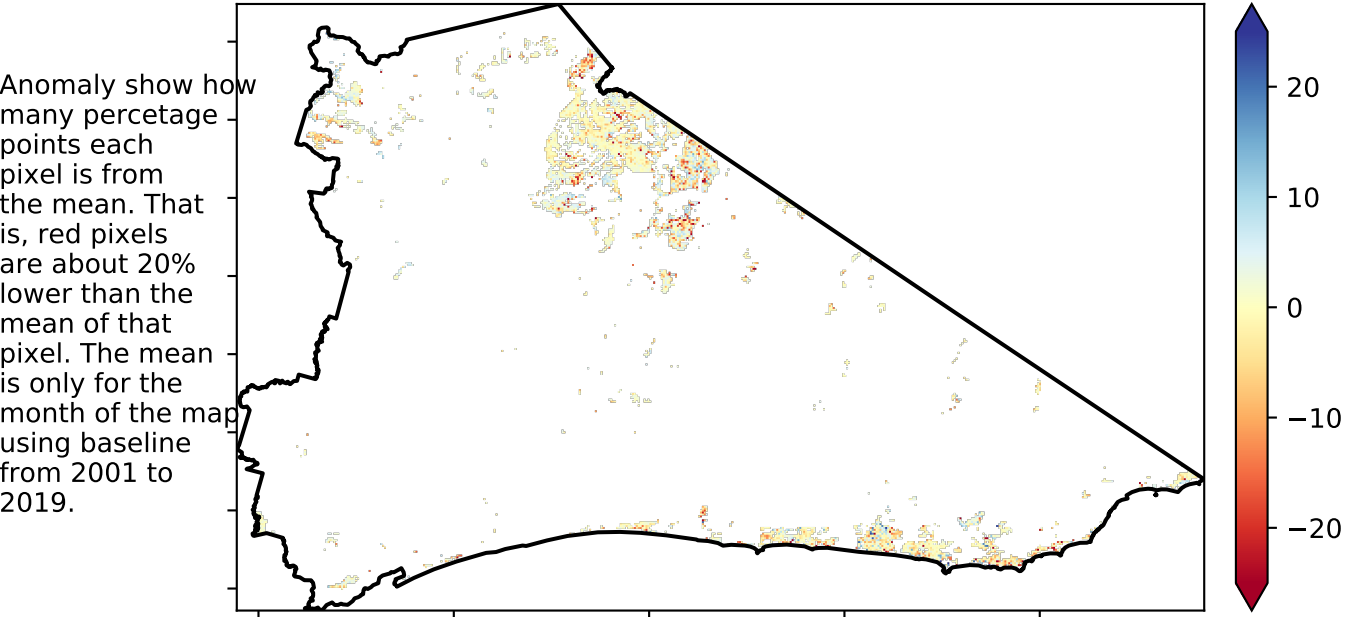 Anomaly show how
many percetage
points each
pixel is from
the mean. That
is, red pixels
are about 20%
lower than the
mean of that
pixel. The mean
is only for the
month of the map
using baseline
from 2001 to
2019.
20
10
0
−10
−20